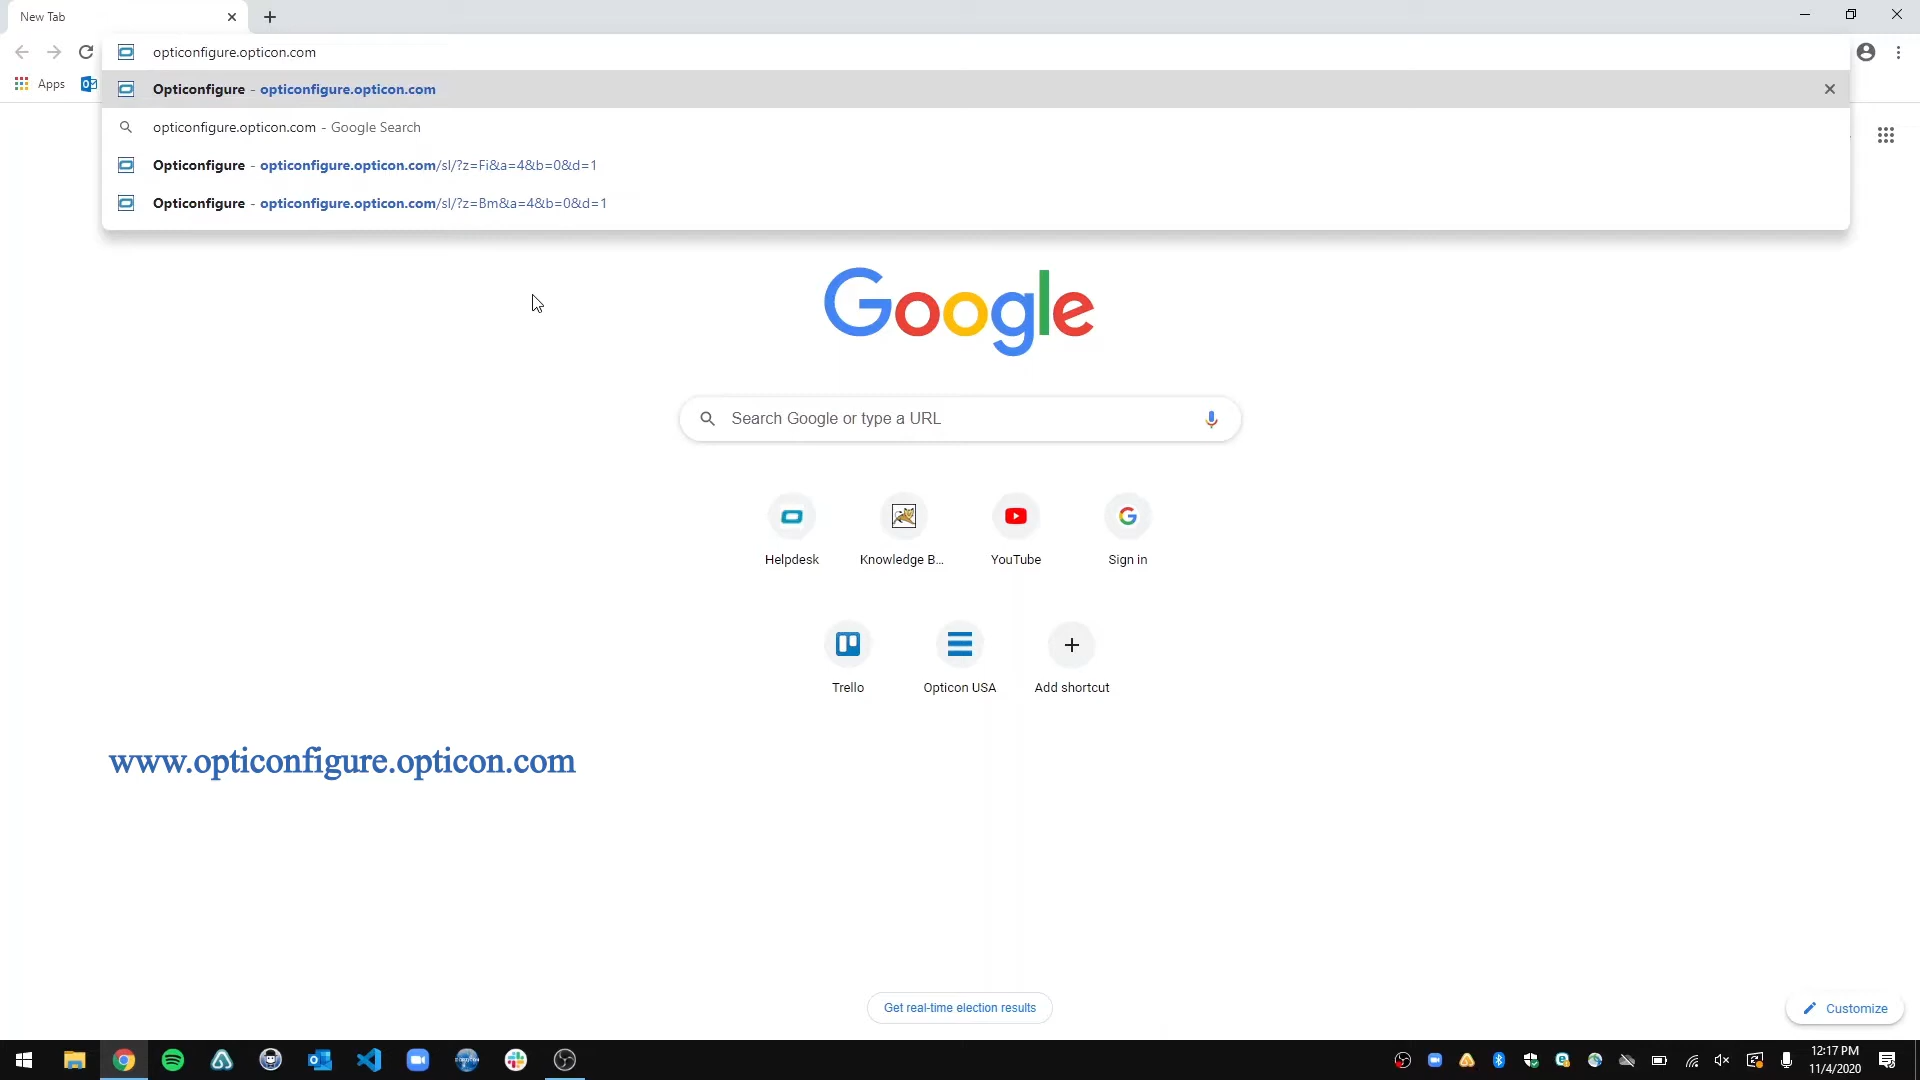 New Tab
opticonfigure.opticon.com
Apps
Opticonfigure - opticonfigure.opticon.com
opticonfigure.opticon.com - Google Search
Opticonfigure - opticonfigure.opticon.com/sl/?z=Fi&a=4&b=0&d=1
Opticonfigure - opticonfigure.opticon.com/sl/?z=Bm&a=4&b=0&d=1
Google
Search Google or type a URL
Helpdesk
Knowledge B...
YouTube
Sign in
Trello
Opticon USA
Add shortcut
www.opticonfigure.opticon.com
Get real-time election results
Customize
12:17 PM
11/4/2020